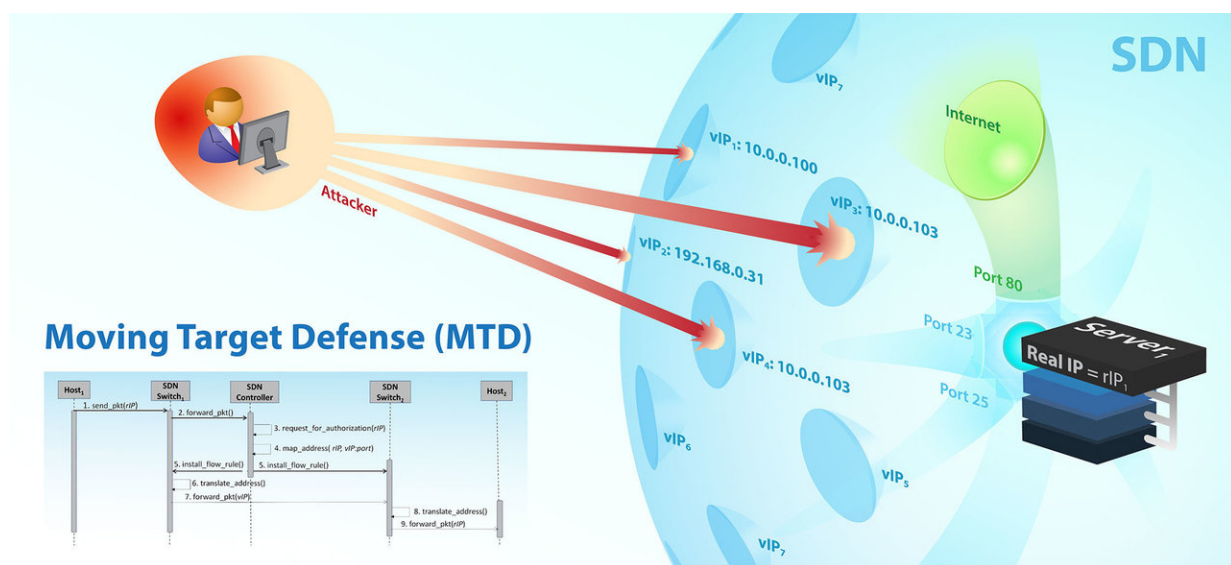 SDN
vIP₇
Internet
vIP₁: 10.0.0.100
vIP₃: 10.0.0.103
Attacker
vIP₂: 192.168.0.31
Port 80
Port 23
Server₁
Real IP = rIP₁
Port 25
vIP₄: 10.0.0.103
vIP₆
vIP₅
vIP₇
Moving Target Defense (MTD)
Host₁
SDN
Switch₁
SDN
Controller
SDN
Switch₂
Host₂
1. send_pkt(rIP)
2. forward_pkt()
3. request_for_authorization(rIP)
4. map_address( rIP, vIP:port)
5. install_flow_rule()
5. install_flow_rule()
6. translate_address()
7. forward_pkt(vIP)
8. translate_address()
9. forward_pkt(rIP)